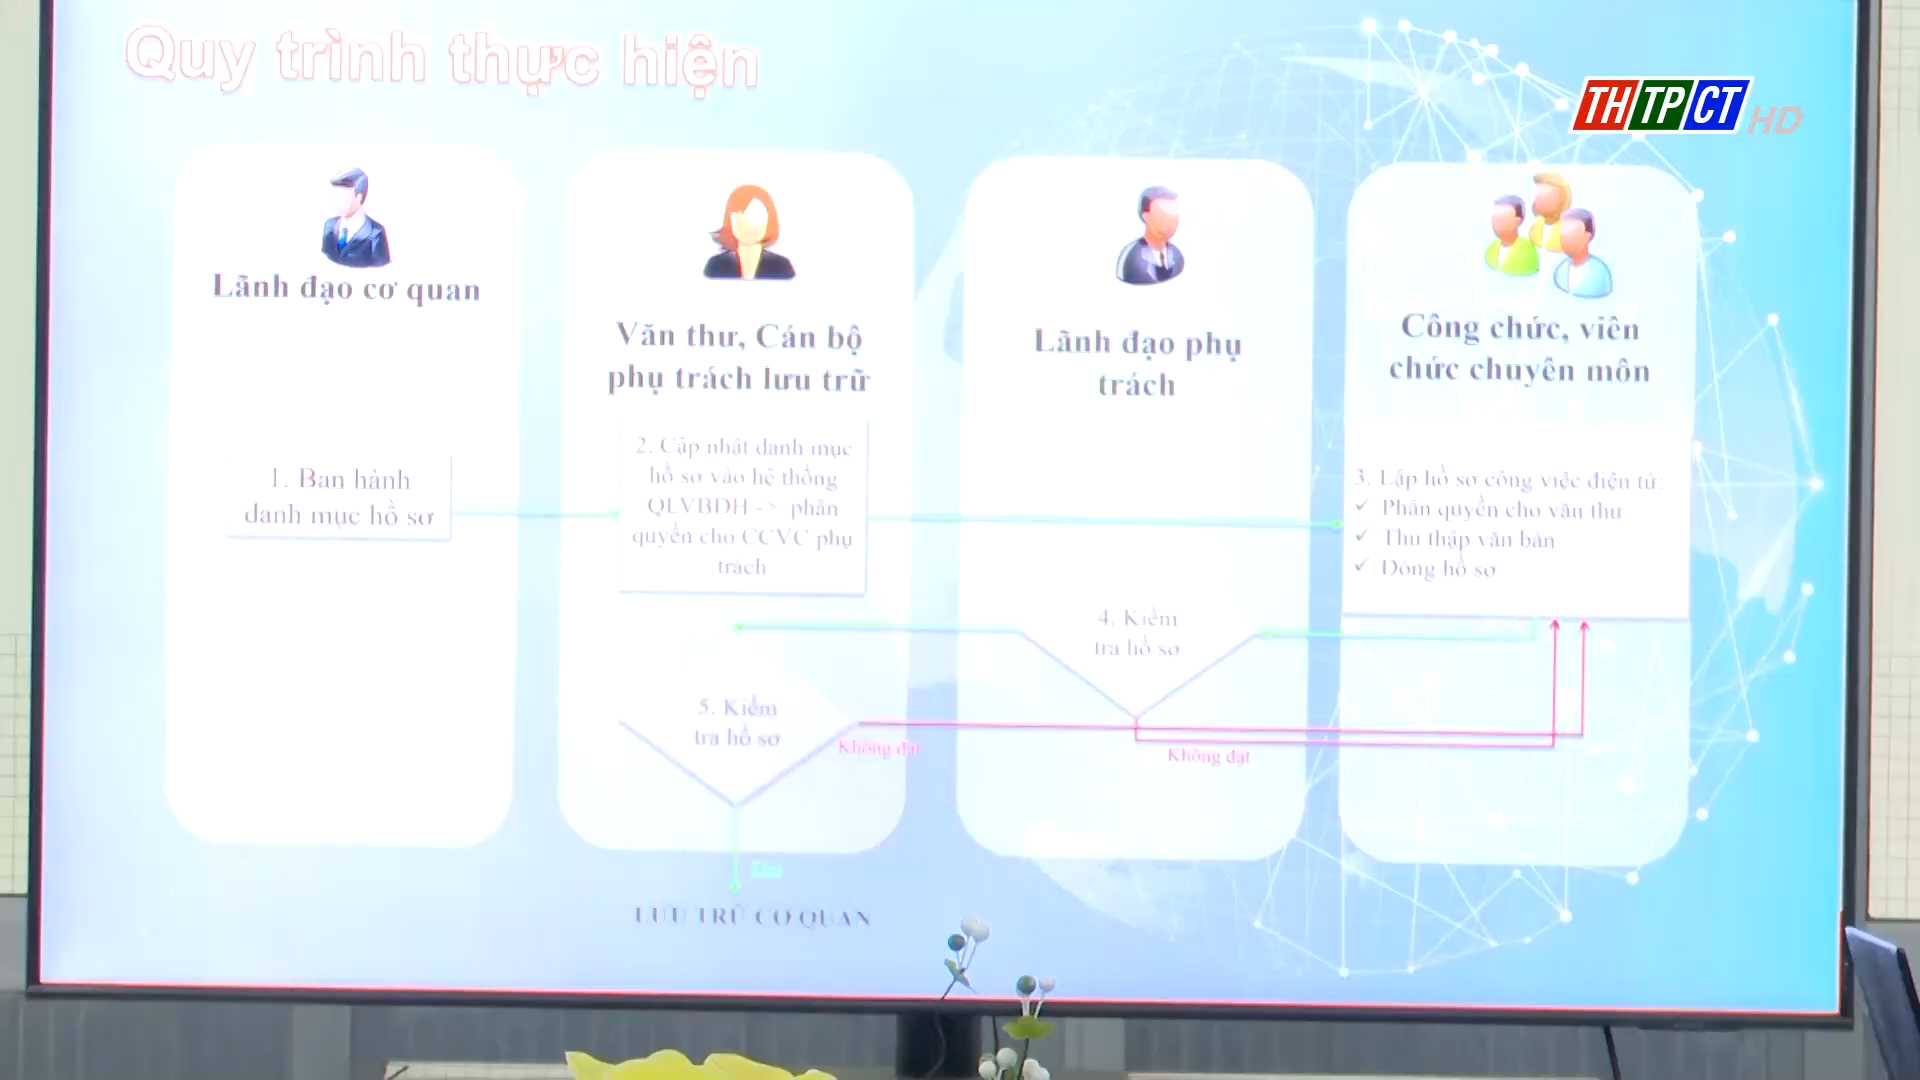 Quy trình thực hiện
THTPCT HD
Lãnh đạo cơ quan
Văn thư, Cán bộ
phụ trách lưu trữ
Lãnh đạo phụ
trách
Công chức, viên
chức chuyên môn
1. Ban hành
danh mục hồ sơ
2. Cập nhật danh mục
hồ sơ vào hệ thống
QLVBĐH -> phân
quyền cho CCVC phụ
trách
3. Lập hồ sơ công việc điện tử:
✓ Phân quyền cho văn thư
✓ Thu thập văn bản
✓ Đóng hồ sơ
4. Kiểm
tra hồ sơ
5. Kiểm
tra hồ sơ
Không đạt
Không đạt
LƯU TRỮ CƠ QUAN